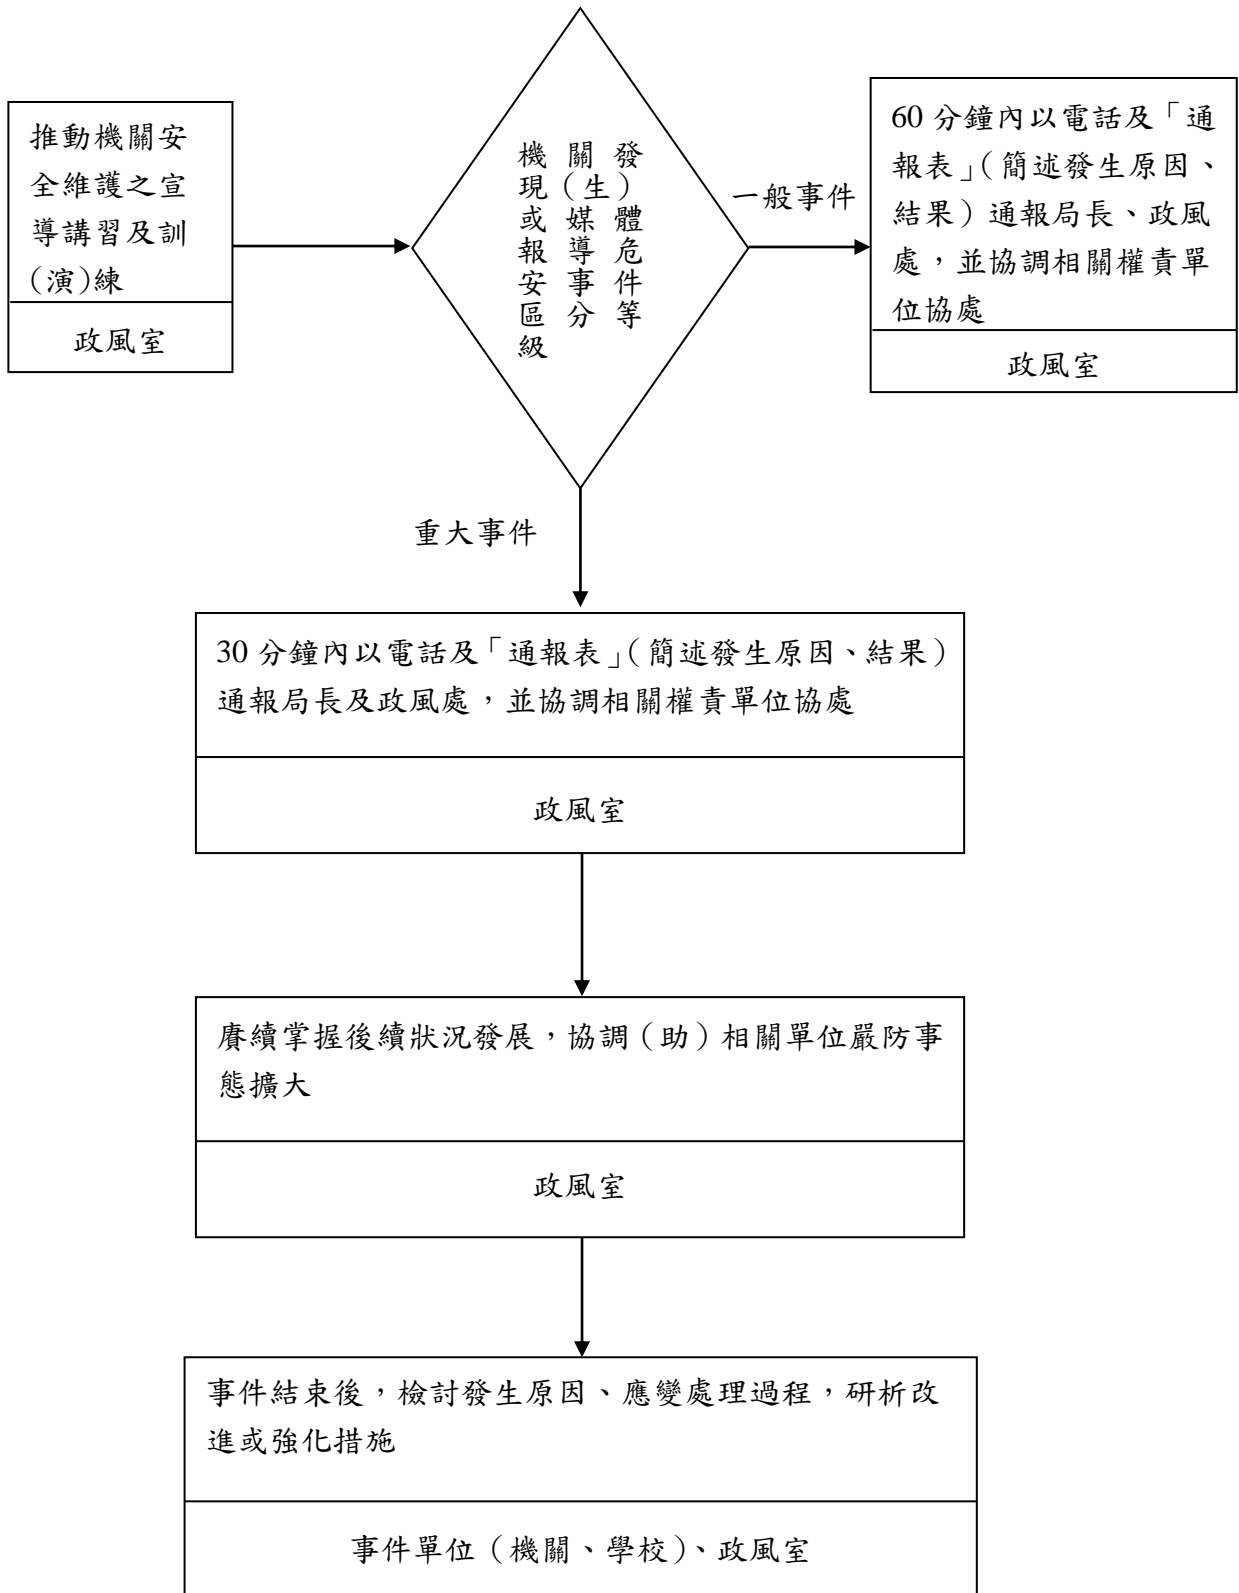 推動機關安
全維護之宣
導講習及訓
(演)練
政風室
機關發
現(生)
或媒體
報導危
安事件
區分等
級
一般事件
60 分鐘內以電話及「通
報表」(簡述發生原因、
結果)通報局長、政風
處,並協調相關權責單
位協處
政風室
重大事件
30 分鐘內以電話及「通報表」(簡述發生原因、結果)
通報局長及政風處,並協調相關權責單位協處
政風室
賡續掌握後續狀況發展,協調(助)相關單位嚴防事
態擴大
政風室
事件結束後,檢討發生原因、應變處理過程,研析改
進或強化措施
事件單位(機關、學校)、政風室